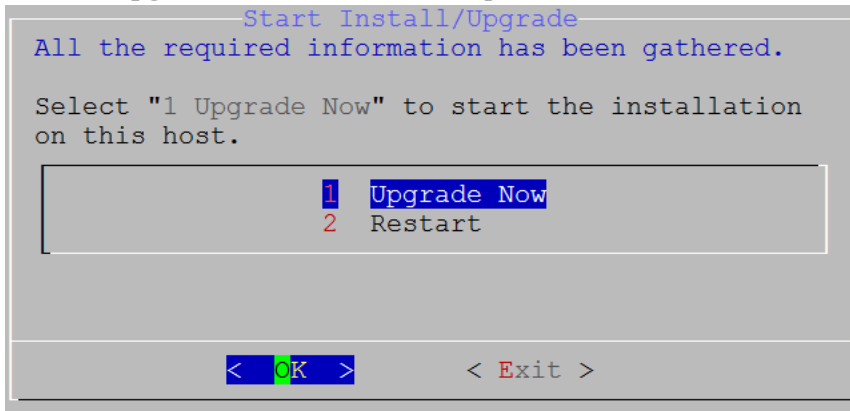 Start Install/Upgrade
All the required information has been gathered.
Select "1 Upgrade Now" to start the installation
on this host.
1 Upgrade Now
2 Restart
< OK > < Exit >